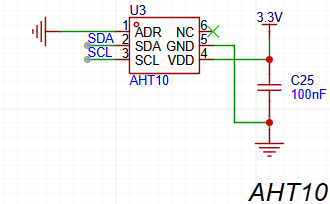 U3
3.3V
1 ADR NC 6
SDA 2 SDA GND 5
SCL 3 SCL VDD 4
AHT10
C25
100nF
AHT10